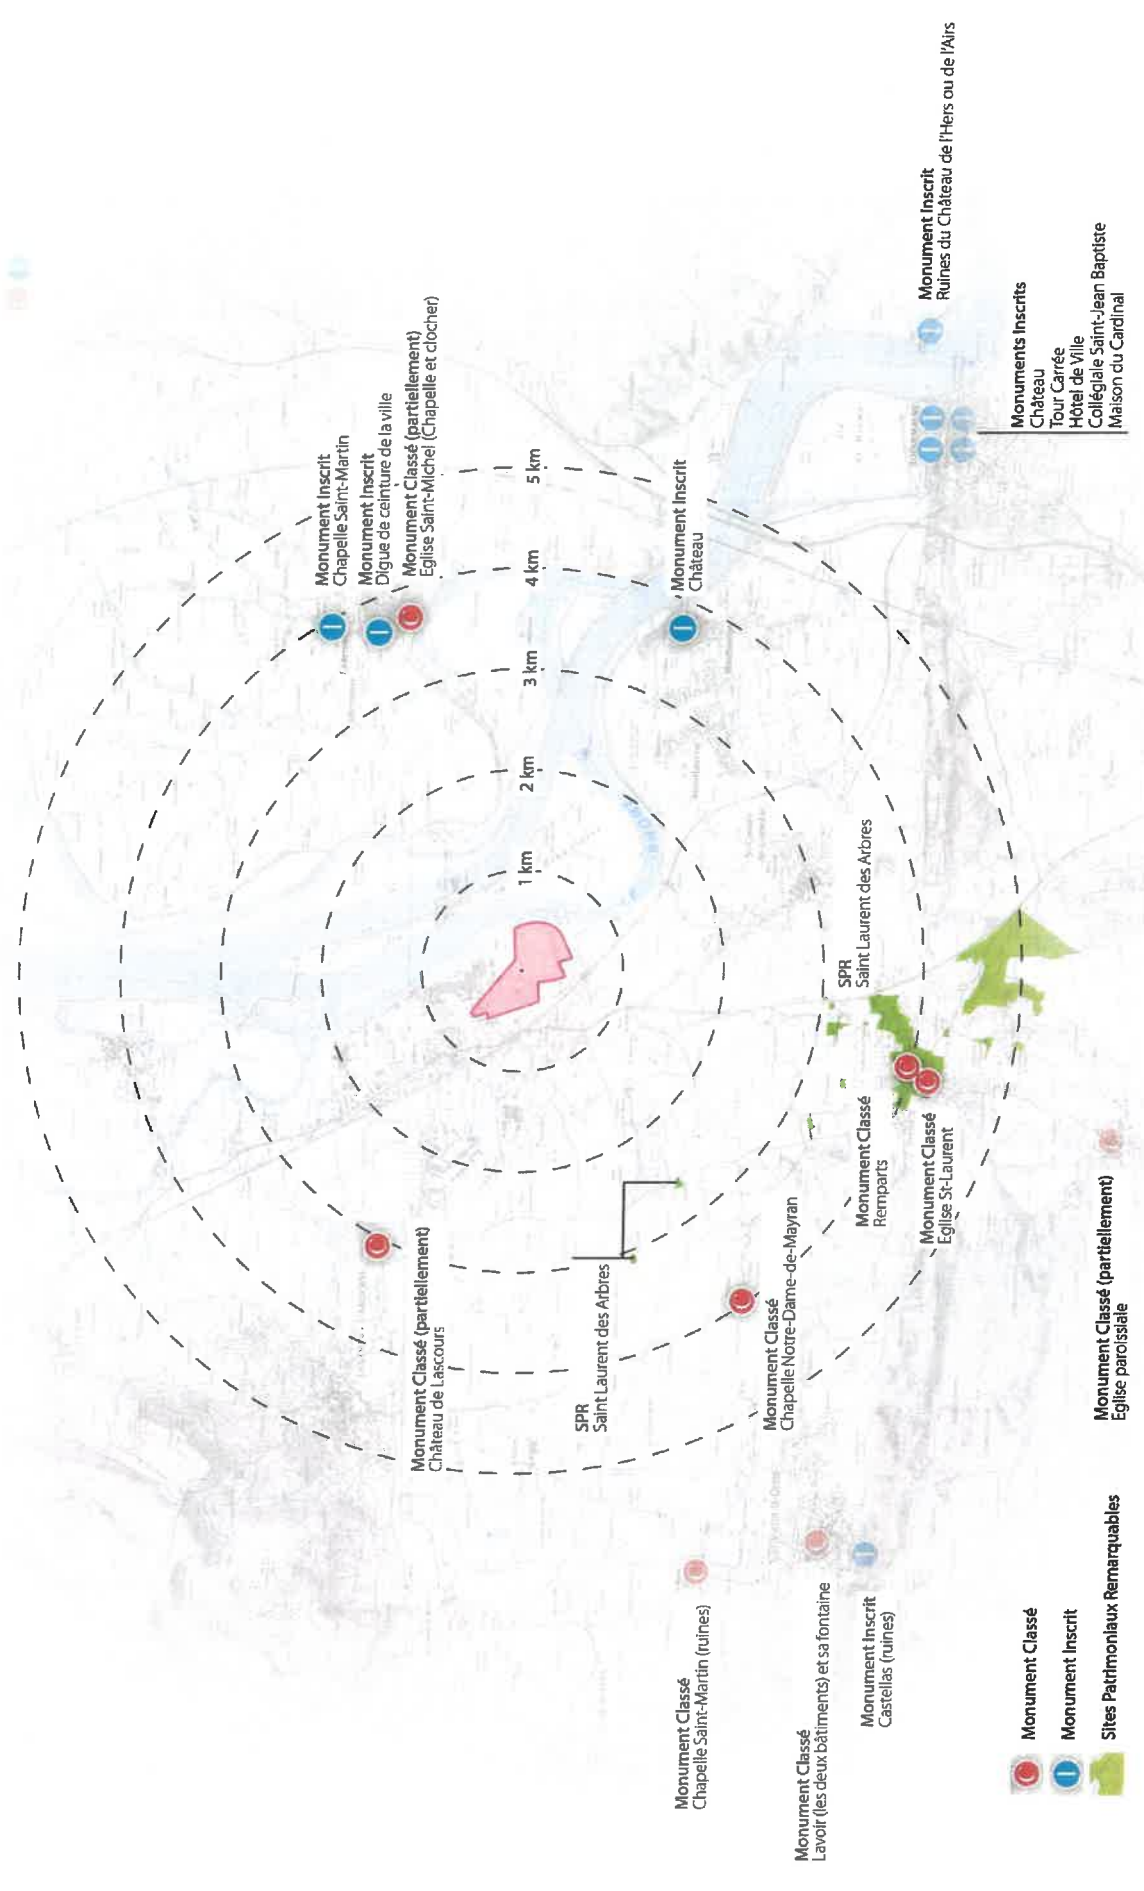 Monument Classé
Chapelle Saint-Martin (ruines)
Monument Classé
Lavoir (les deux bâtiments) et sa fontaine
Monument Inscrit
Castellas (ruines)
Monument Classé (partiellement)
Château de Lascours
SPR
Saint Laurent des Arbres
Monument Classé
Chapelle Notre-Dame-de-Mayran
Monument Classé
Remparts
Monument Classé
Eglise St-Laurent
Monument Classé (partiellement)
Eglise paroissiale
SPR
Saint Laurent des Arbres
1 km
2 km
3 km
4 km
5 km
Monument Inscrit
Chapelle Saint-Martin
Monument Inscrit
Digue de ceinture de la ville
Monument Classé (partiellement)
Eglise Saint-Michel (Chapelle et clocher)
Monument Inscrit
Château
Monument Inscrit
Ruines du Château de l'Hers ou de l'Airs
Monuments Inscrits
Château
Tour Carrée
Hôtel de Ville
Collégiale Saint-Jean Baptiste
Maison du Cardinal
Monument Classé
Monument Inscrit
Sites Patrimoniaux Remarquables